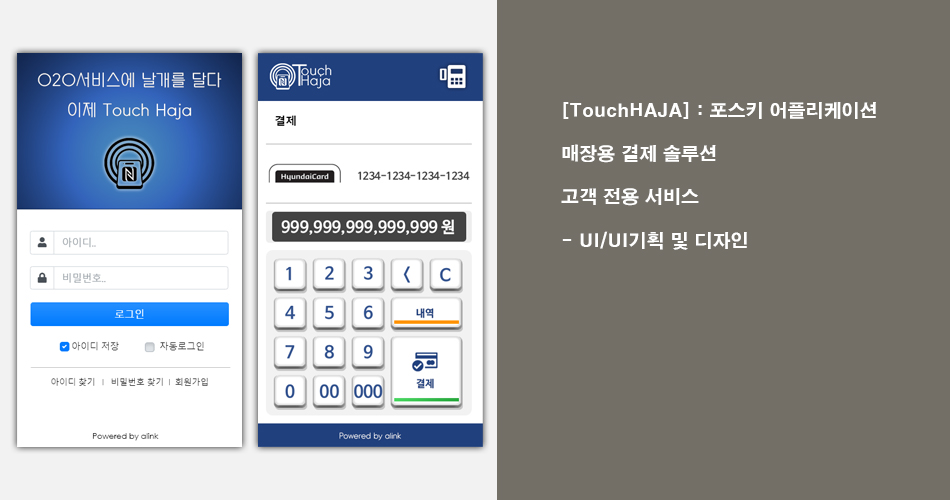 O2O서비스에 날개를 달다
이제 Touch Haja
N
아이디..
비밀번호..
로그인
아이디 저장 자동로그인
아이디 찾기 | 비밀번호 찾기 | 회원가입
Powered by alink
Touch
Haja
N
결제
HyundaiCard 1234-1234-1234-1234
999,999,999,999,999 원
1 2 3 〈 C
4 5 6 내역
7 8 9
결제
0 00 000
Powered by alink
[TouchHAJA] : 포스키 어플리케이션
매장용 결제 솔루션
고객 전용 서비스
- UI/UI기획 및 디자인